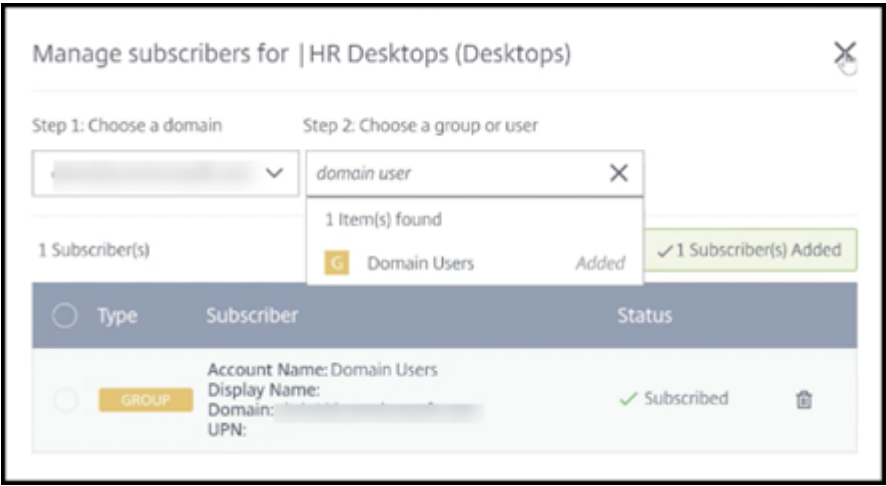 Manage subscribers for | HR Desktops (Desktops)
Step 1: Choose a domain
Step 2: Choose a group or user
domain user
1 Item(s) found
G Domain Users Added
1 Subscriber(s)
✓1 Subscriber(s) Added
Type Subscriber Status
GROUP
Account Name: Domain Users
Display Name:
Domain:
UPN:
Subscribed